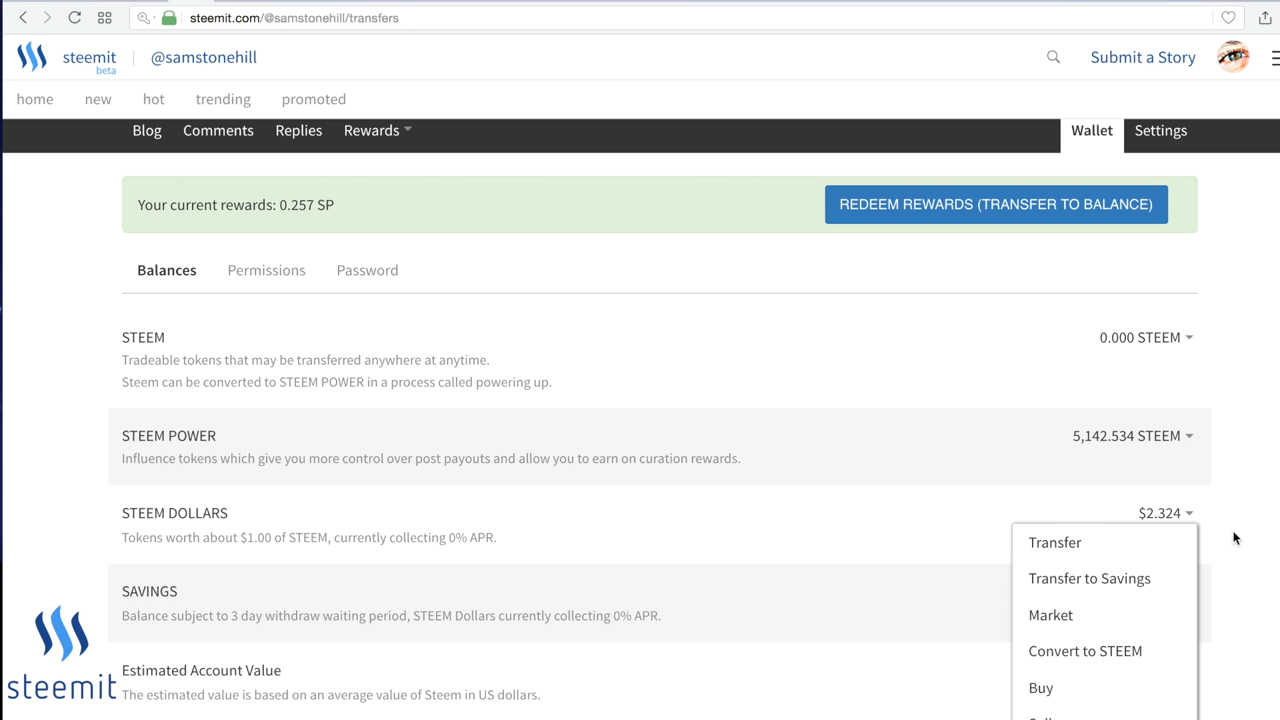 steemit.com/@samstonehill/transfers
steemit
beta
@samstonehill
Submit a Story
home new hot trending promoted
Blog Comments Replies Rewards Wallet Settings
Your current rewards: 0.257 SP
REDEEM REWARDS (TRANSFER TO BALANCE)
Balances Permissions Password
STEEM 0.000 STEEM
Tradeable tokens that may be transferred anywhere at anytime.
Steem can be converted to STEEM POWER in a process called powering up.
STEEM POWER 5,142.534 STEEM
Influence tokens which give you more control over post payouts and allow you to earn on curation rewards.
STEEM DOLLARS $2.324
Tokens worth about $1.00 of STEEM, currently collecting 0% APR.
Transfer
Transfer to Savings
Market
Convert to STEEM
Buy
SAVINGS
Balance subject to 3 day withdraw waiting period, STEEM Dollars currently collecting 0% APR.
Estimated Account Value
The estimated value is based on an average value of Steem in US dollars.
steemit